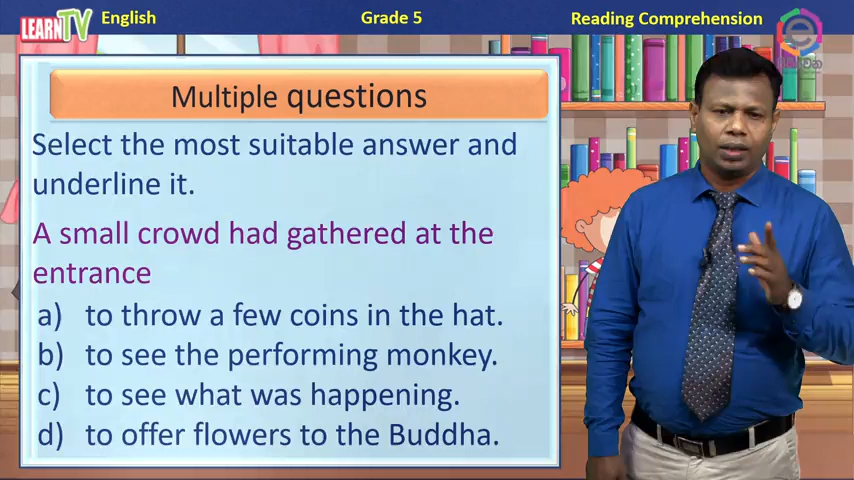 LEARN TV English
Grade 5
Reading Comprehension
Multiple questions
Select the most suitable answer and
underline it.
A small crowd had gathered at the
entrance
a) to throw a few coins in the hat.
b) to see the performing monkey.
c) to see what was happening.
d) to offer flowers to the Buddha.